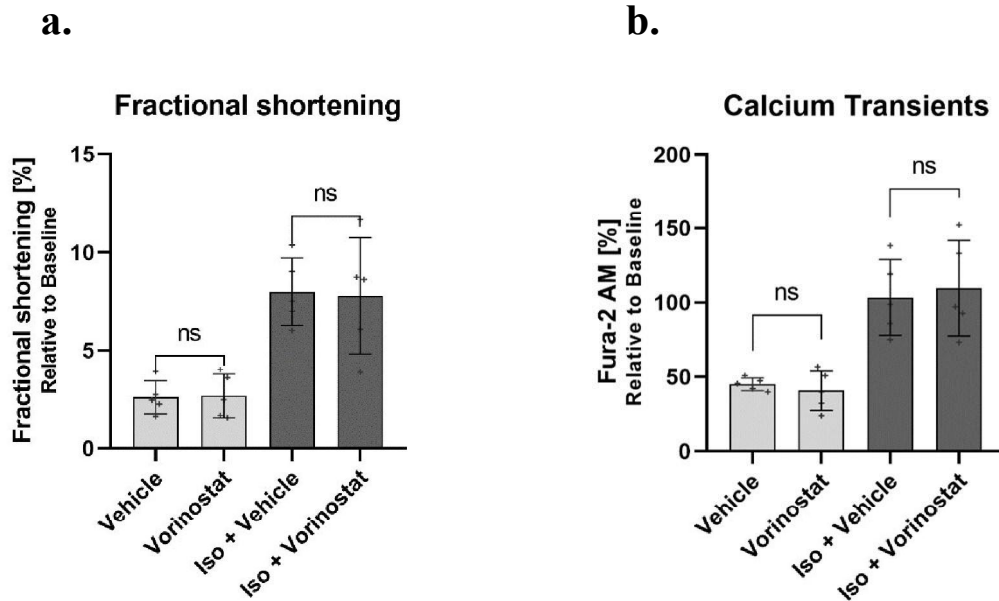 a.
Fractional shortening
Fractional shortening [%]
Relative to Baseline
15
10
5
0
ns
ns
Vehicle
Vorinostat
Iso + Vehicle
Iso + Vorinostat
b.
Calcium Transients
Fura-2 AM [%]
Relative to Baseline
200
150
100
50
0
ns
ns
Vehicle
Vorinostat
Iso + Vehicle
Iso + Vorinostat